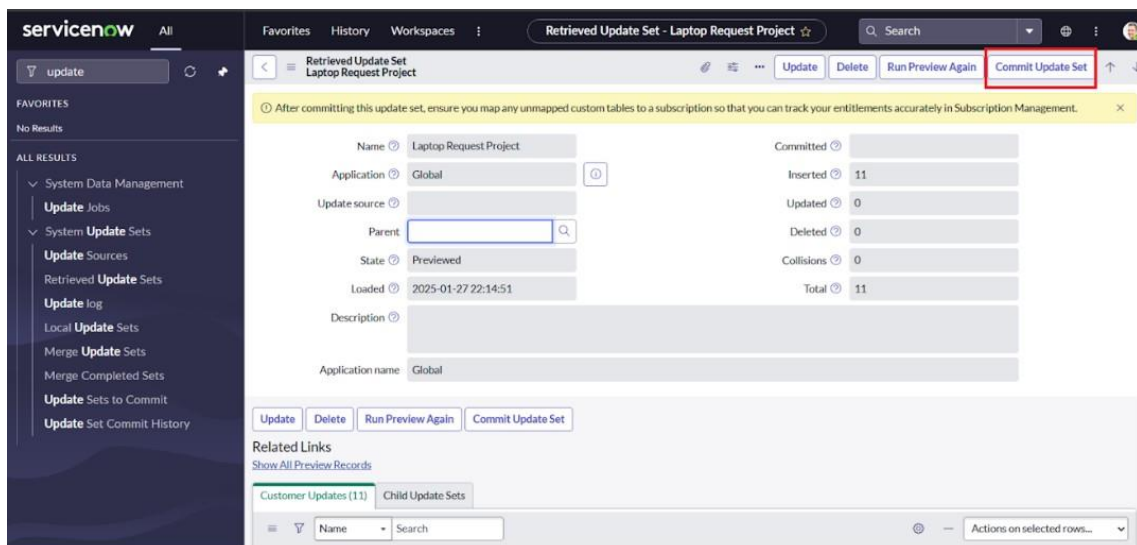 servicenow All Favorites History Workspaces Retrieved Update Set - Laptop Request Project Search
update
FAVORITES
No Results
ALL RESULTS
System Data Management
Update Jobs
System Update Sets
Update Sources
Retrieved Update Sets
Update log
Local Update Sets
Merge Update Sets
Merge Completed Sets
Update Sets to Commit
Update Set Commit History
Retrieved Update Set
Laptop Request Project
Update Delete Run Preview Again Commit Update Set
After committing this update set, ensure you map any unmapped custom tables to a subscription so that you can track your entitlements accurately in Subscription Management.
Name Laptop Request Project Committed
Application Global Inserted 11
Update source Updated 0
Parent Deleted 0
State Previewed Collisions 0
Loaded 2025-01-27 22:14:51 Total 11
Description
Application name Global
Update Delete Run Preview Again Commit Update Set
Related Links
Show All Preview Records
Customer Updates (11) Child Update Sets
Name Search Actions on selected rows...